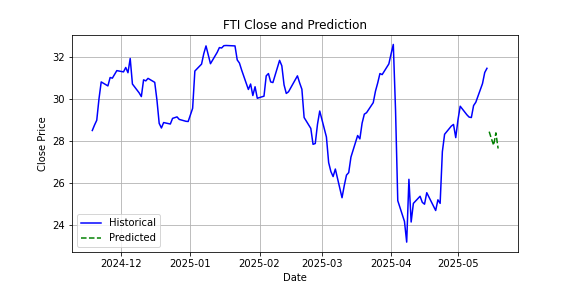 FTI Close and Prediction
Close Price
32
30
28
26
24
Historical
Predicted
2024-12 2025-01 2025-02 2025-03 2025-04 2025-05
Date